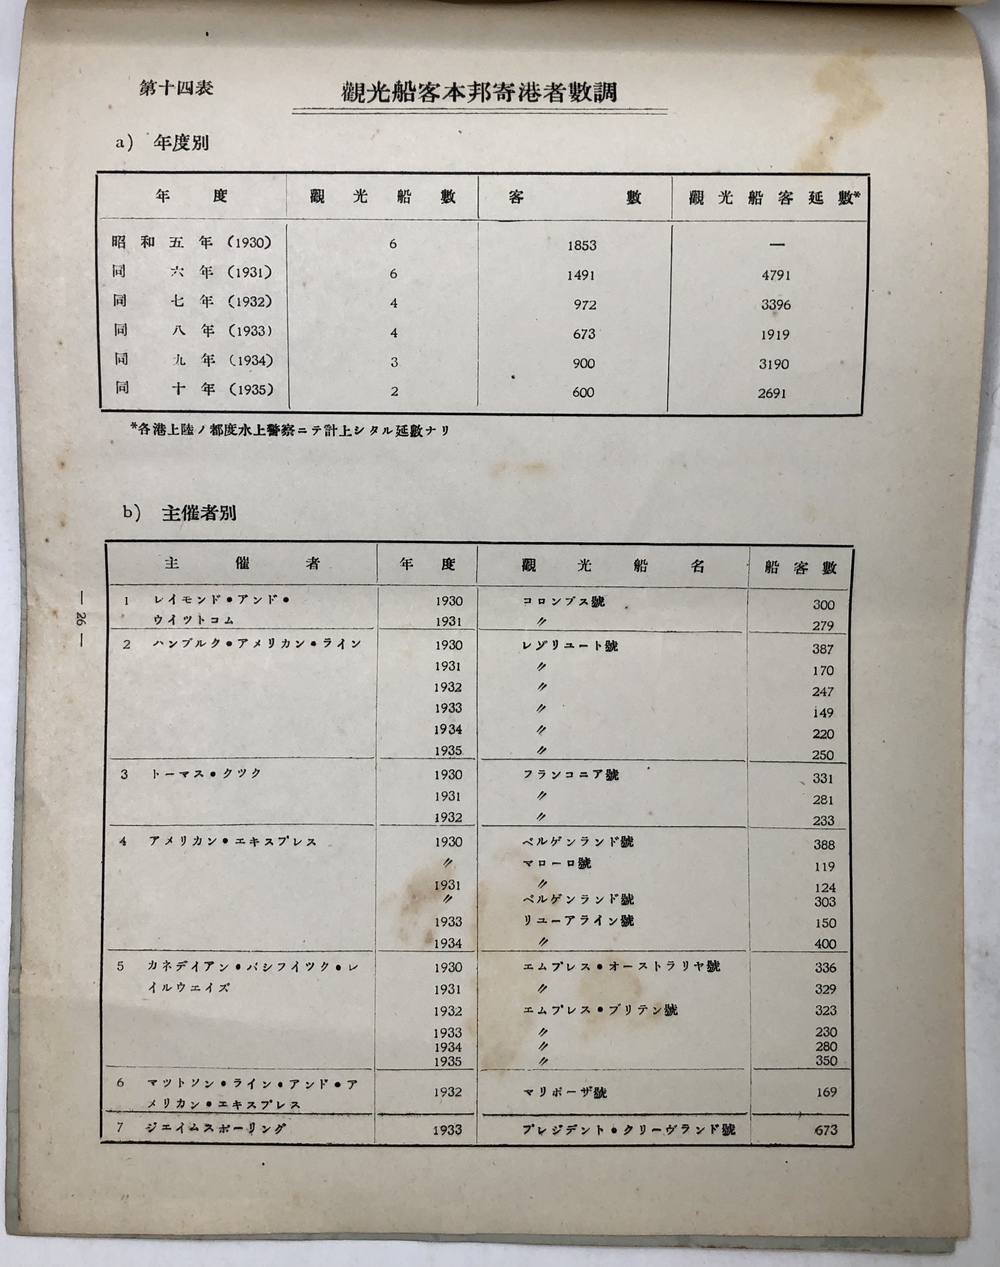 第十四表 觀光船客本邦寄港者數調
a) 年度別
年度 觀光船數 客數 觀光船客延數*
昭和五年(1930) 6 1853 —
同六年(1931) 6 1491 4791
同七年(1932) 4 972 3396
同八年(1933) 4 673 1919
同九年(1934) 3 900 3190
同十年(1935) 2 600 2691
*各港上陸ノ都度水上警察ニテ計上シタル延數ナリ
b) 主催者別
主催者 年度 觀光船名 船客數
1 レイモンド・アンド・ 1930 コロンブス號 300
ウイツトコム 1931 〃 279
2 ハンブルク・アメリカン・ライン 1930 レゾリユート號 387
1931 〃 170
1932 〃 247
1933 〃 149
1934 〃 220
1935 〃 250
3 トーマス・クツク 1930 フランコニア號 331
1931 〃 281
1932 〃 233
4 アメリカン・エキスプレス 1930 ベルゲンランド號 388
〃 マローロ號 119
1931 〃 124
〃 ベルゲンランド號 303
1933 リユーアライン號 150
1934 〃 400
5 カネデイアン・パシフイツク・レ 1930 エムプレス・オーストラリヤ號 336
イルウエイズ 1931 〃 329
1932 エムプレス・ブリテン號 323
1933 〃 230
1934 〃 280
1935 〃 350
6 マツトソン・ライン・アンド・ア
メリカン・エキスプレス 1932 マリポーザ號 169
7 ジエイムスボーリング 1933 プレジデント・クリーヴランド號 673
— 26 —